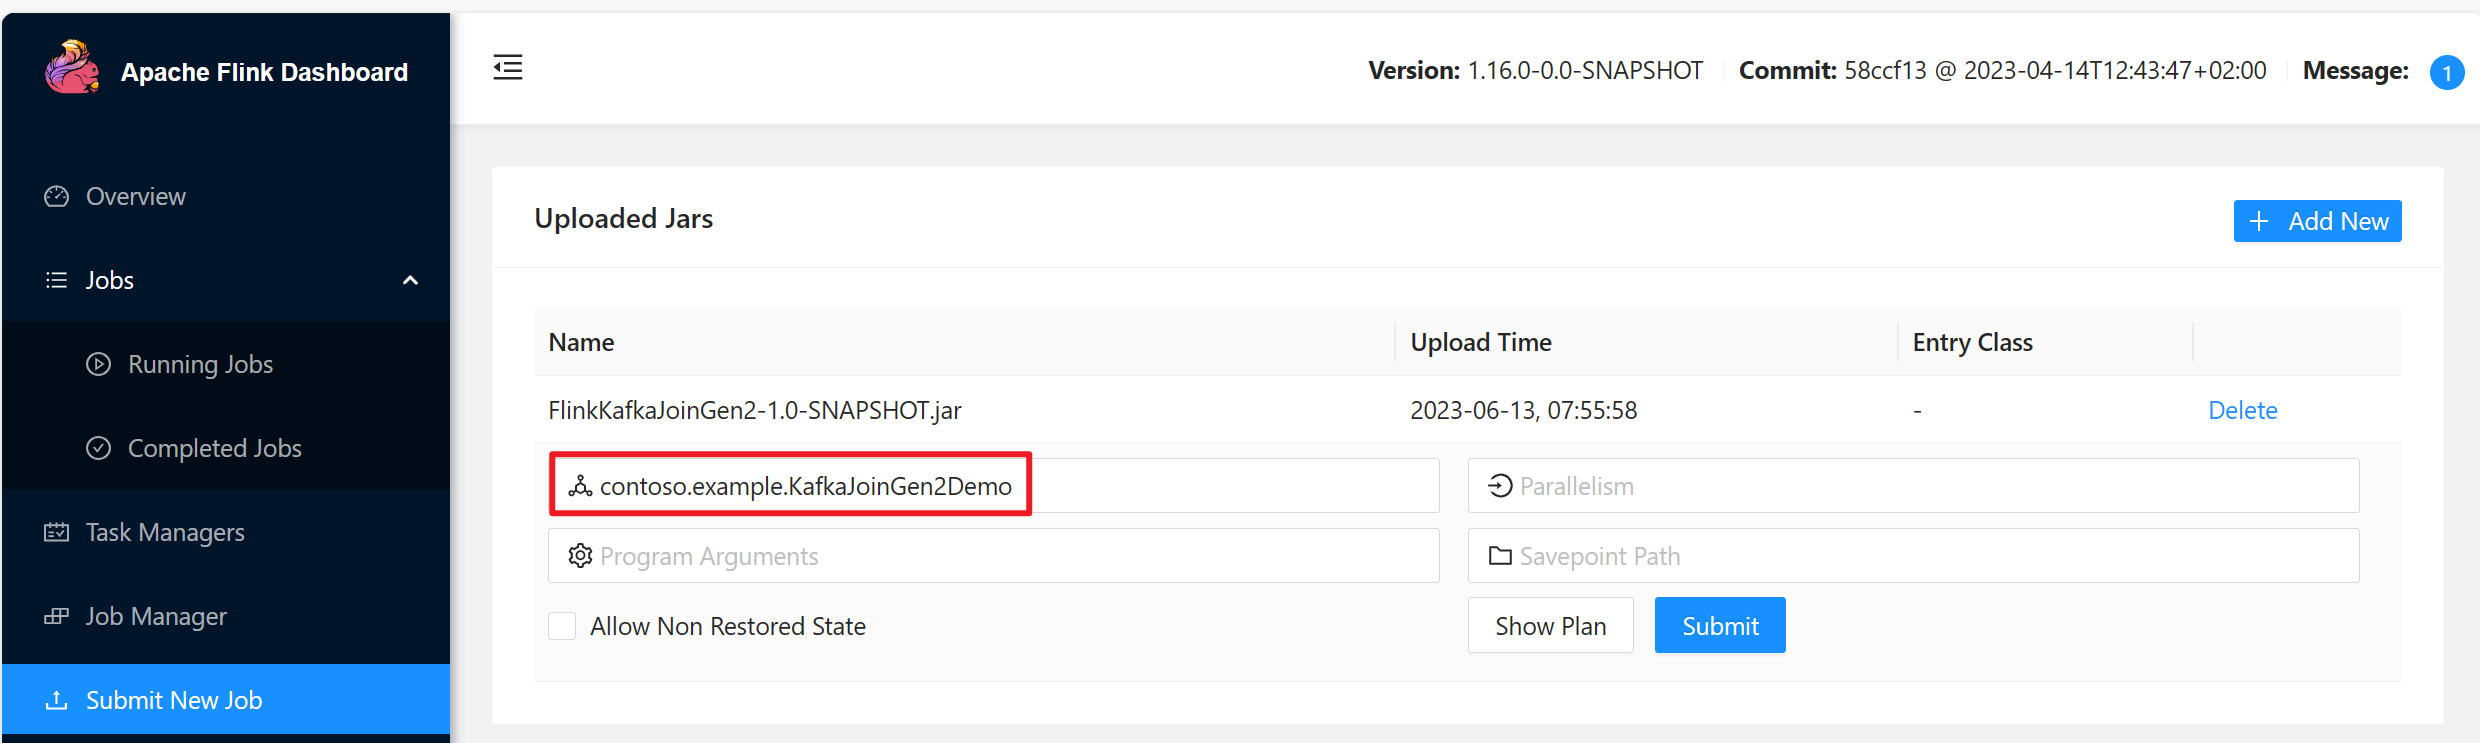 Apache Flink Dashboard
Version: 1.16.0-0.0-SNAPSHOT Commit: 58ccf13 @ 2023-04-14T12:43:47+02:00 Message: 1
Overview
Jobs
Running Jobs
Completed Jobs
Task Managers
Job Manager
Submit New Job
Uploaded Jars
Add New
Name Upload Time Entry Class
FlinkKafkaJoinGen2-1.0-SNAPSHOT.jar 2023-06-13, 07:55:58 - Delete
contoso.example.KafkaJoinGen2Demo Parallelism
Program Arguments Savepoint Path
Allow Non Restored State Show Plan Submit